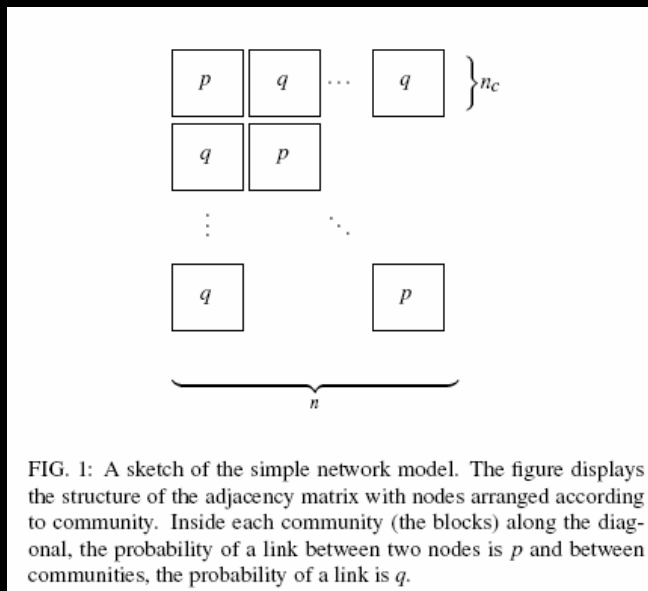 p q ... q } n_c
q p
⋮ ⋱
q p
n
FIG. 1: A sketch of the simple network model. The figure displays
the structure of the adjacency matrix with nodes arranged according
to community. Inside each community (the blocks) along the diag-
onal, the probability of a link between two nodes is p and between
communities, the probability of a link is q.